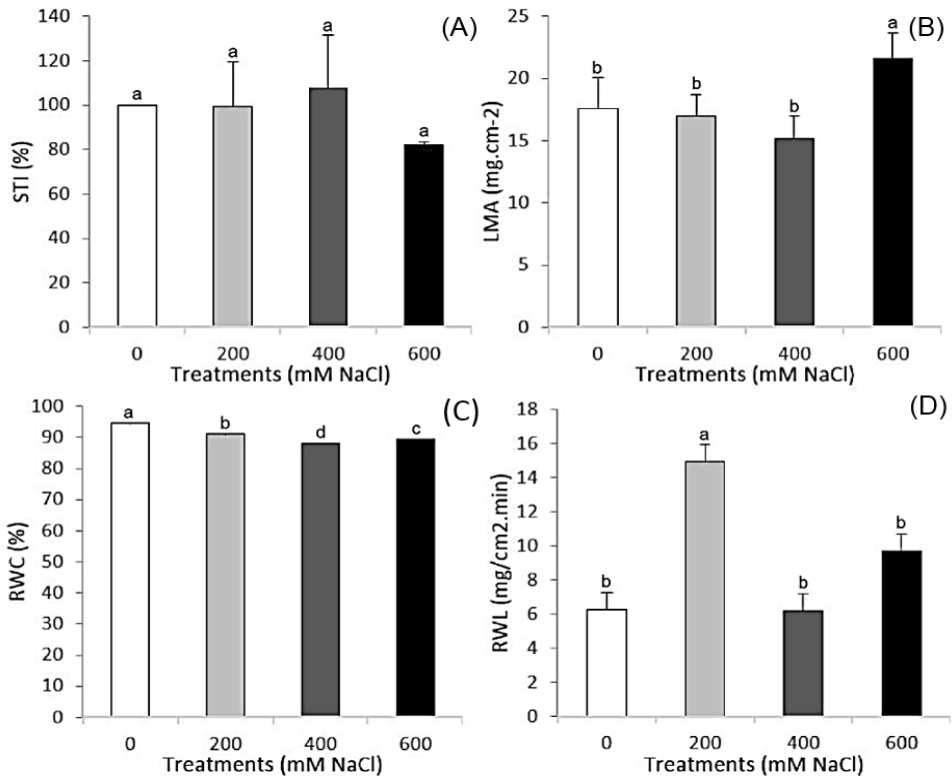 (A)
STI (%)
140
120
100
80
60
40
20
0
a
a
a
a
0 200 400 600
Treatments (mM NaCl)
(B)
LMA (mg.cm-2)
25
20
15
10
5
0
b
b
b
a
0 200 400 600
Treatments (mM NaCl)
(C)
RWC (%)
100
90
80
70
60
50
40
30
20
10
0
a
b
d
c
0 200 400 600
Treatments (mM NaCl)
(D)
RWL (mg/cm2.min)
18
16
14
12
10
8
6
4
2
0
b
a
b
b
0 200 400 600
Treatments (mM NaCl)